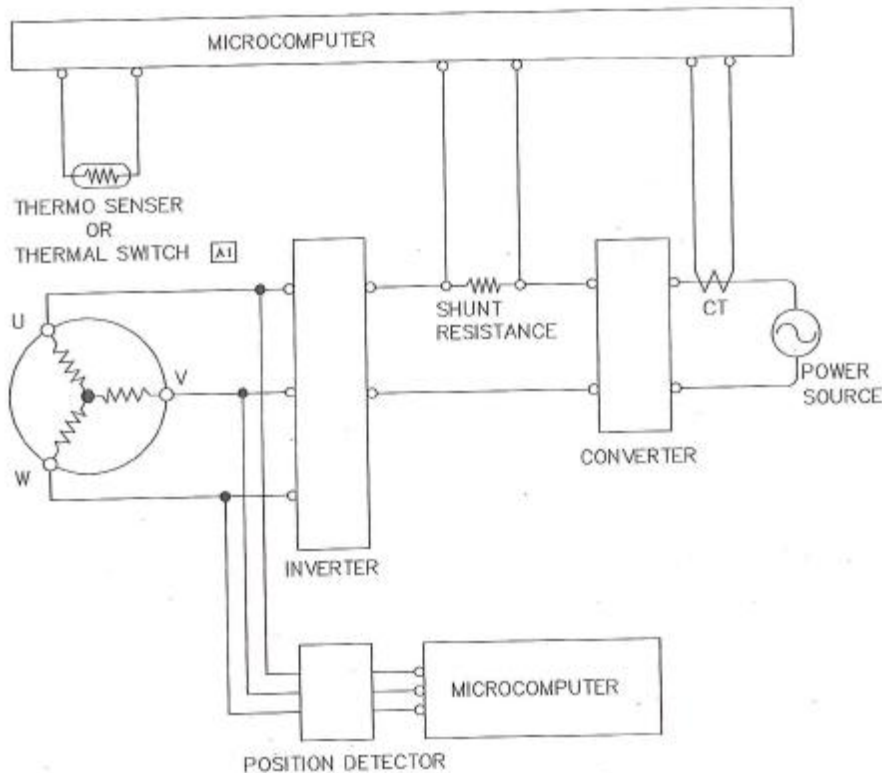 MICROCOMPUTER
THERMO SENSER
OR
THERMAL SWITCH A1
SHUNT
RESISTANCE
CT
POWER
SOURCE
U
V
W
CONVERTER
INVERTER
MICROCOMPUTER
POSITION DETECTOR